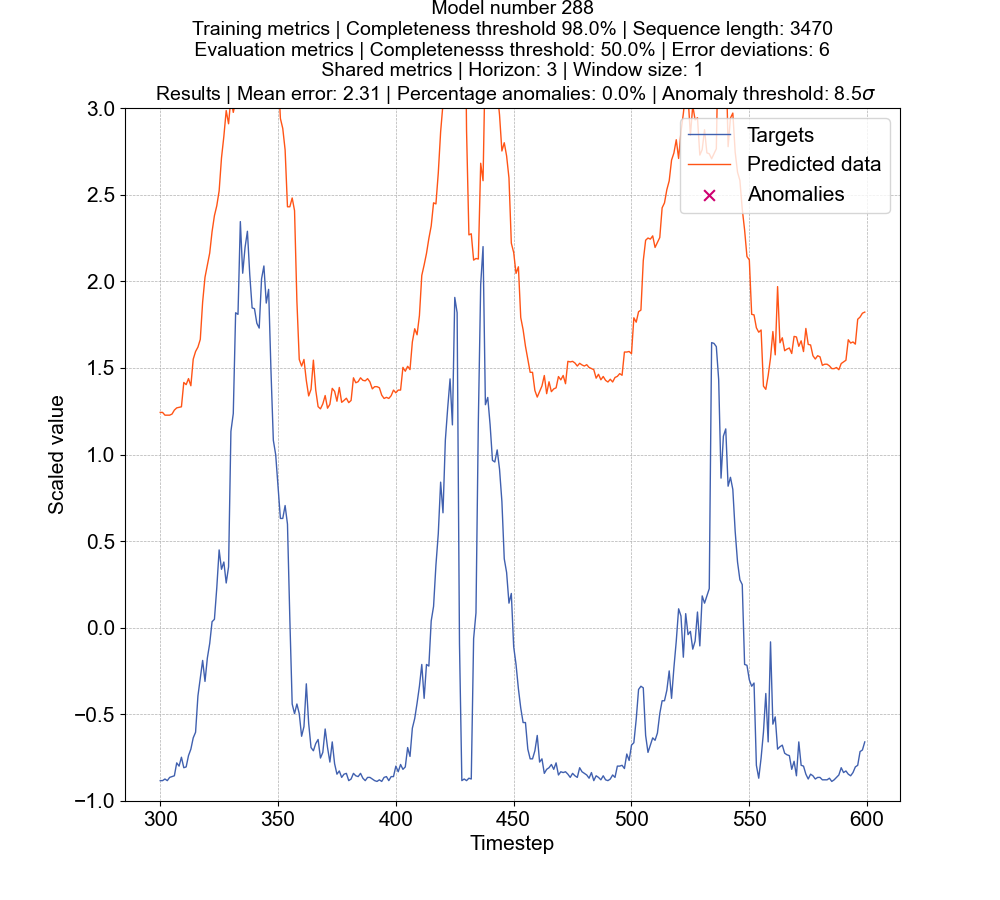 Model number 288
Training metrics | Completeness threshold 98.0% | Sequence length: 3470
Evaluation metrics | Completenesss threshold: 50.0% | Error deviations: 6
Shared metrics | Horizon: 3 | Window size: 1
Results | Mean error: 2.31 | Percentage anomalies: 0.0% | Anomaly threshold: 8.5σ
3.0
2.5
2.0
1.5
1.0
0.5
0.0
−0.5
−1.0
Scaled value
Targets
Predicted data
Anomalies
300 350 400 450 500 550 600
Timestep